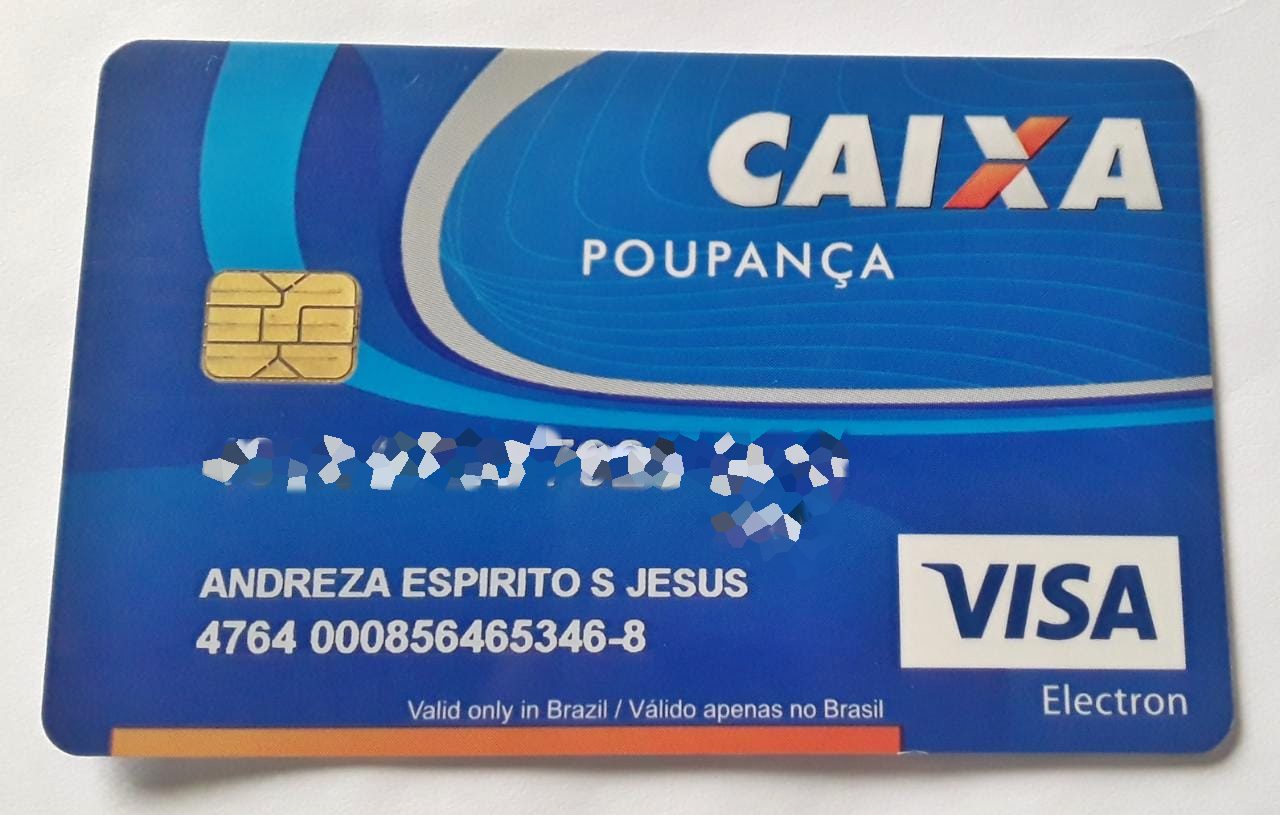 CAIXA
POUPANÇA
ANDREZA ESPIRITO S JESUS
4764 000856465346-8
VISA
Electron
Valid only in Brazil / Válido apenas no Brasil